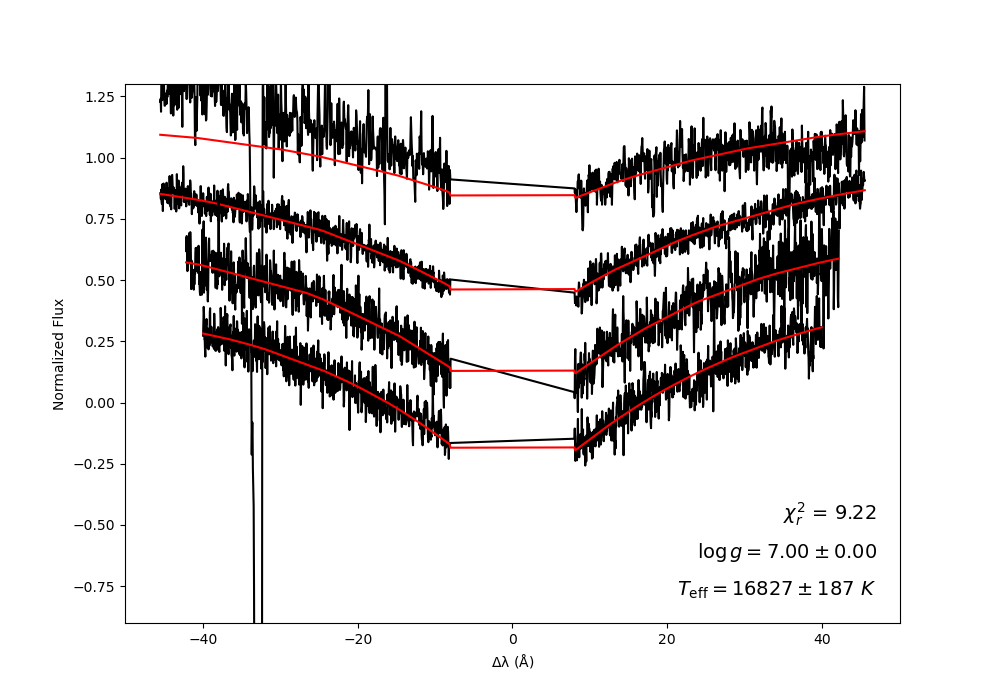 1.25
1.00
0.75
0.50
0.25
0.00
−0.25
−0.50
−0.75
Normalized Flux
χ²ᵣ = 9.22
log g = 7.00 ± 0.00
T_eff = 16827 ± 187 K
−40 −20 0 20 40
Δλ (Å)